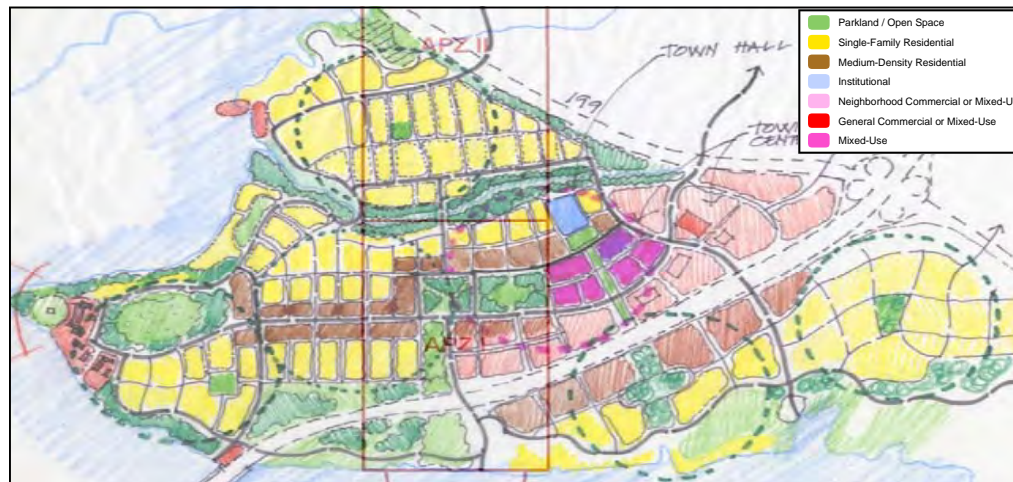 APZ II
TOWN HALL
199
TOWN
CENT
APZ I
Parkland / Open Space
Single-Family Residential
Medium-Density Residential
Institutional
Neighborhood Commercial or Mixed-U
General Commercial or Mixed-Use
Mixed-Use